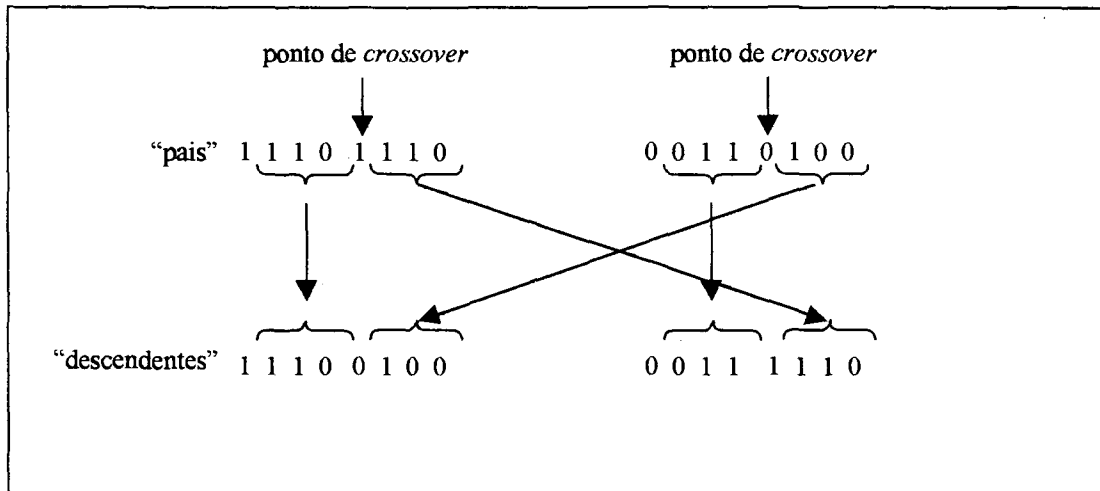 ponto de crossover ponto de crossover
“pais” 1 1 1 0 1 1 1 0 0 0 1 1 0 1 0 0
“descendentes” 1 1 1 0 0 1 0 0 0 0 1 1 1 1 1 0